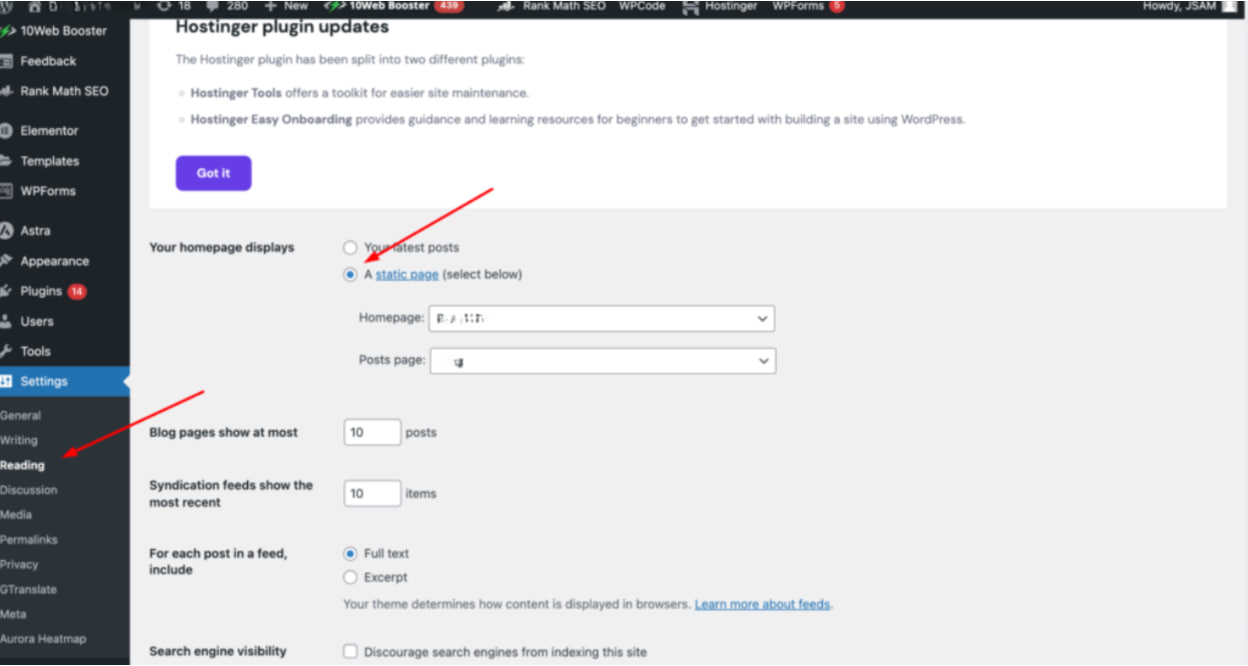 18 280 New 10Web Booster 439 Rank Math SEO WPCode Hostinger WPForms 5 Howdy, JSAM
10Web Booster
Feedback
Rank Math SEO
Elementor
Templates
WPForms
Astra
Appearance
Plugins 14
Users
Tools
Settings
General
Writing
Reading
Discussion
Media
Permalinks
Privacy
GTranslate
Meta
Aurora Heatmap
Hostinger plugin updates
The Hostinger plugin has been split into two different plugins:
Hostinger Tools offers a toolkit for easier site maintenance.
Hostinger Easy Onboarding provides guidance and learning resources for beginners to get started with building a site using WordPress.
Got it
Your homepage displays
Your latest posts
A static page (select below)
Homepage:
Posts page:
Blog pages show at most 10 posts
Syndication feeds show the
most recent
10 items
For each post in a feed,
include
Full text
Excerpt
Your theme determines how content is displayed in browsers. Learn more about feeds.
Search engine visibility
Discourage search engines from indexing this site